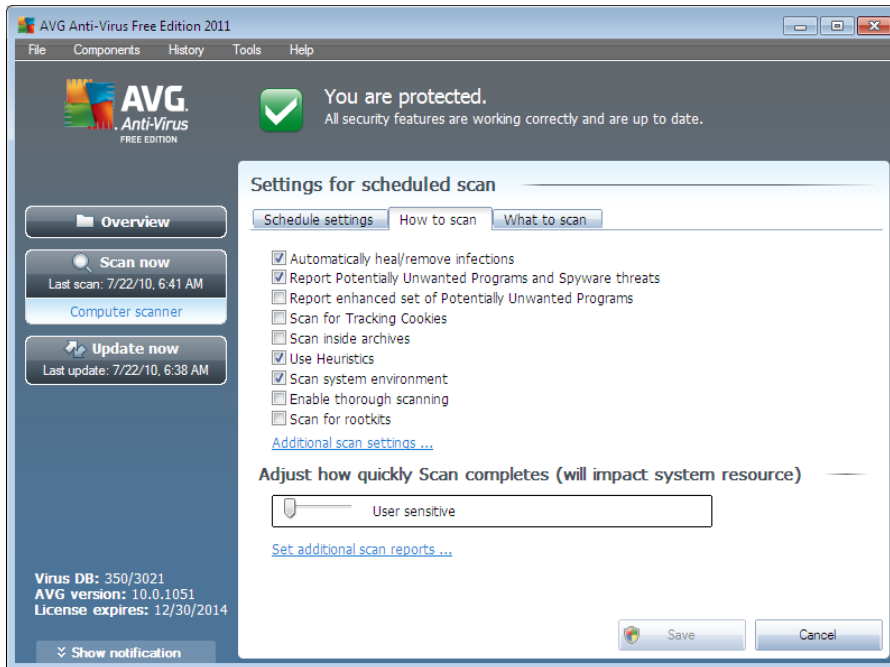 AVG Anti-Virus Free Edition 2011
File Components History Tools Help
AVG.
Anti-Virus
FREE EDITION
You are protected.
All security features are working correctly and are up to date.
Overview
Scan now
Last scan: 7/22/10, 6:41 AM
Computer scanner
Update now
Last update: 7/22/10, 6:38 AM
Virus DB: 350/3021
AVG version: 10.0.1051
License expires: 12/30/2014
Show notification
Settings for scheduled scan
Schedule settings How to scan What to scan
Automatically heal/remove infections
Report Potentially Unwanted Programs and Spyware threats
Report enhanced set of Potentially Unwanted Programs
Scan for Tracking Cookies
Scan inside archives
Use Heuristics
Scan system environment
Enable thorough scanning
Scan for rootkits
Additional scan settings ...
Adjust how quickly Scan completes (will impact system resource)
User sensitive
Set additional scan reports ...
Save Cancel